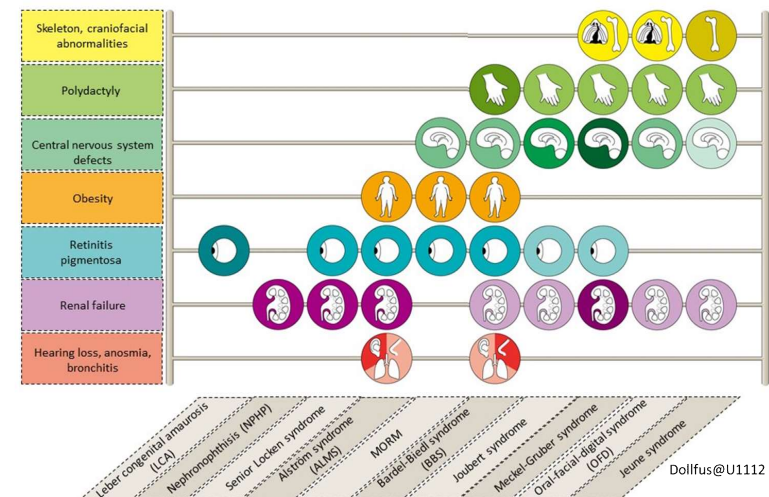 Skeleton, craniofacial
abnormalities
Polydactyly
Central nervous system
defects
Obesity
Retinitis
pigmentosa
Renal failure
Hearing loss, anosmia,
bronchitis
Leber congenital amaurosis
(LCA)
Nephronophthisis (NPHP)
Senior Locken syndrome
Alström syndrome
(ALMS)
MORM
Bardet-Biedl syndrome
(BBS)
Joubert syndrome
Meckel-Gruber syndrome
Oral-facial-digital syndrome
(OFD)
Jeune syndrome
Dollfus@U1112